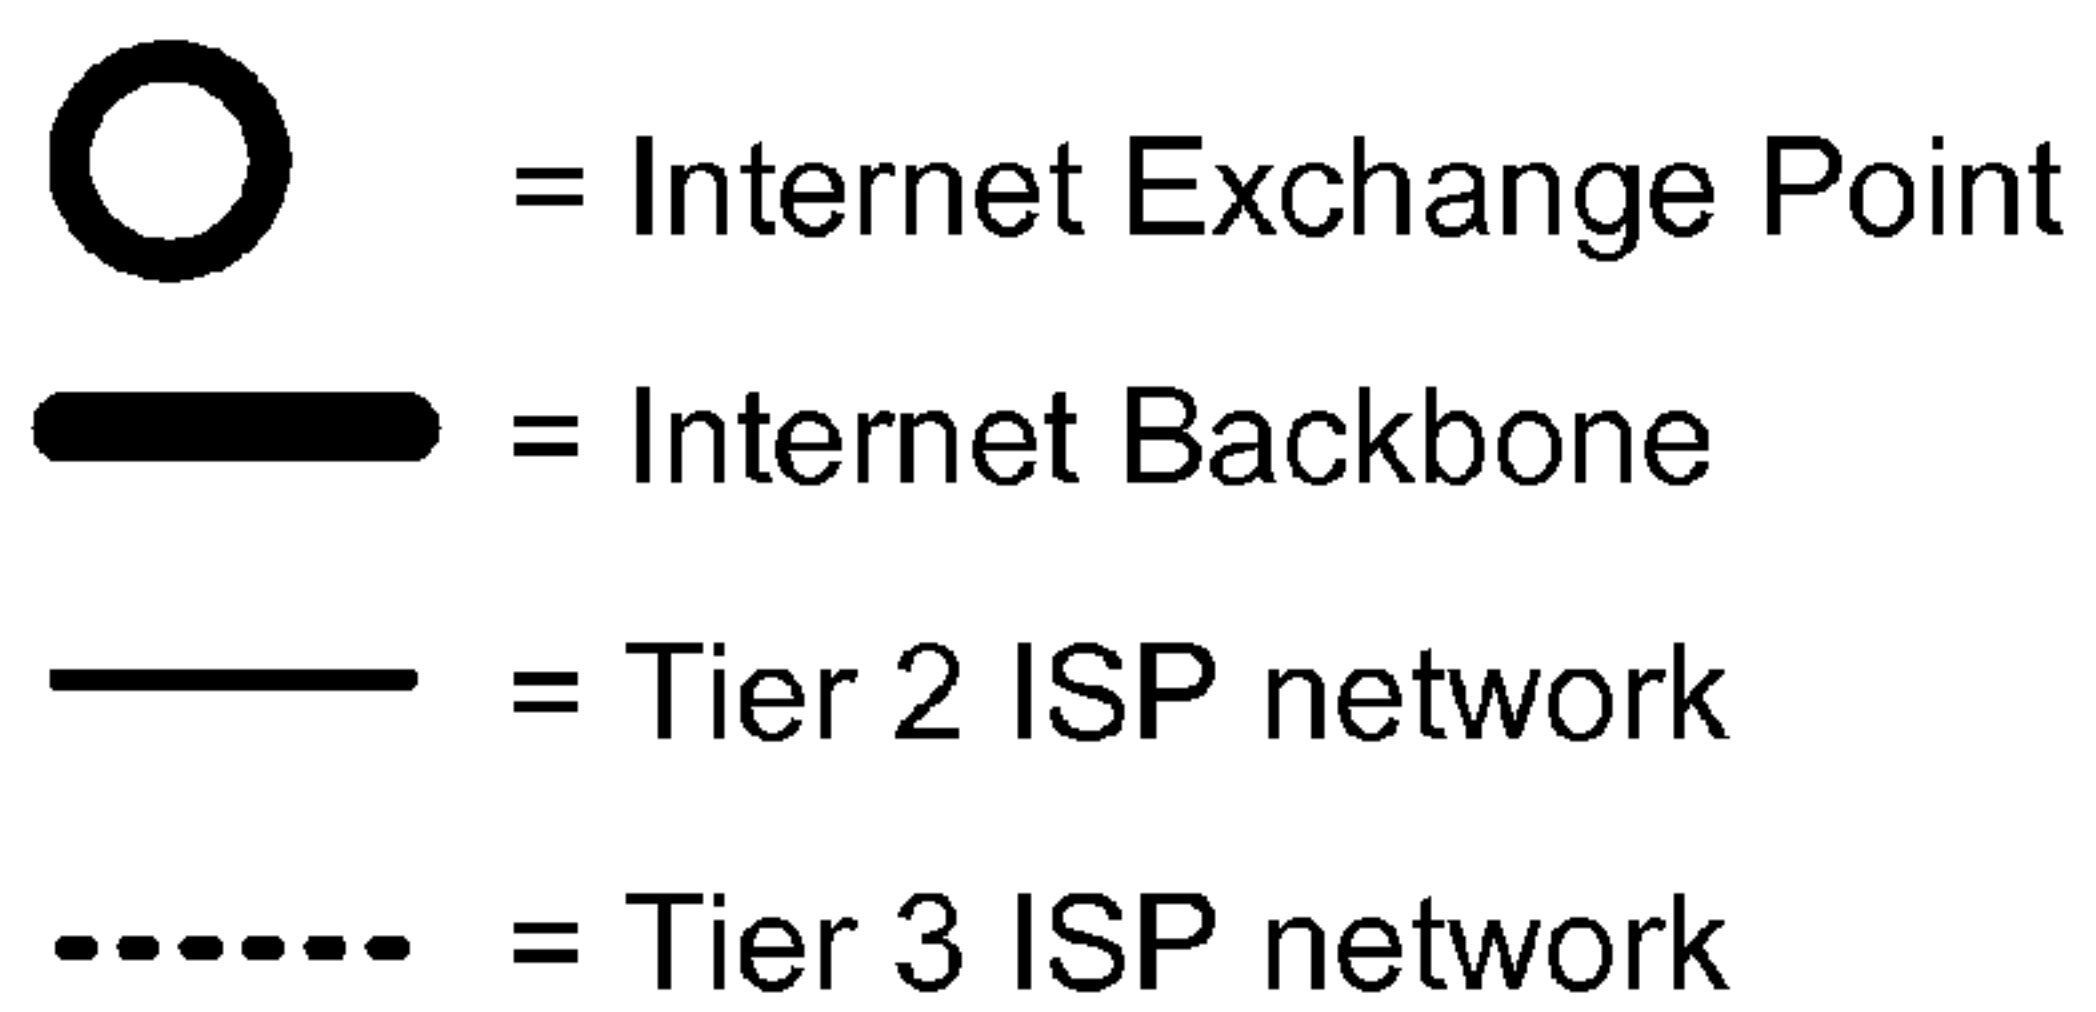 = Internet Exchange Point
= Internet Backbone
= Tier 2 ISP network
= Tier 3 ISP network